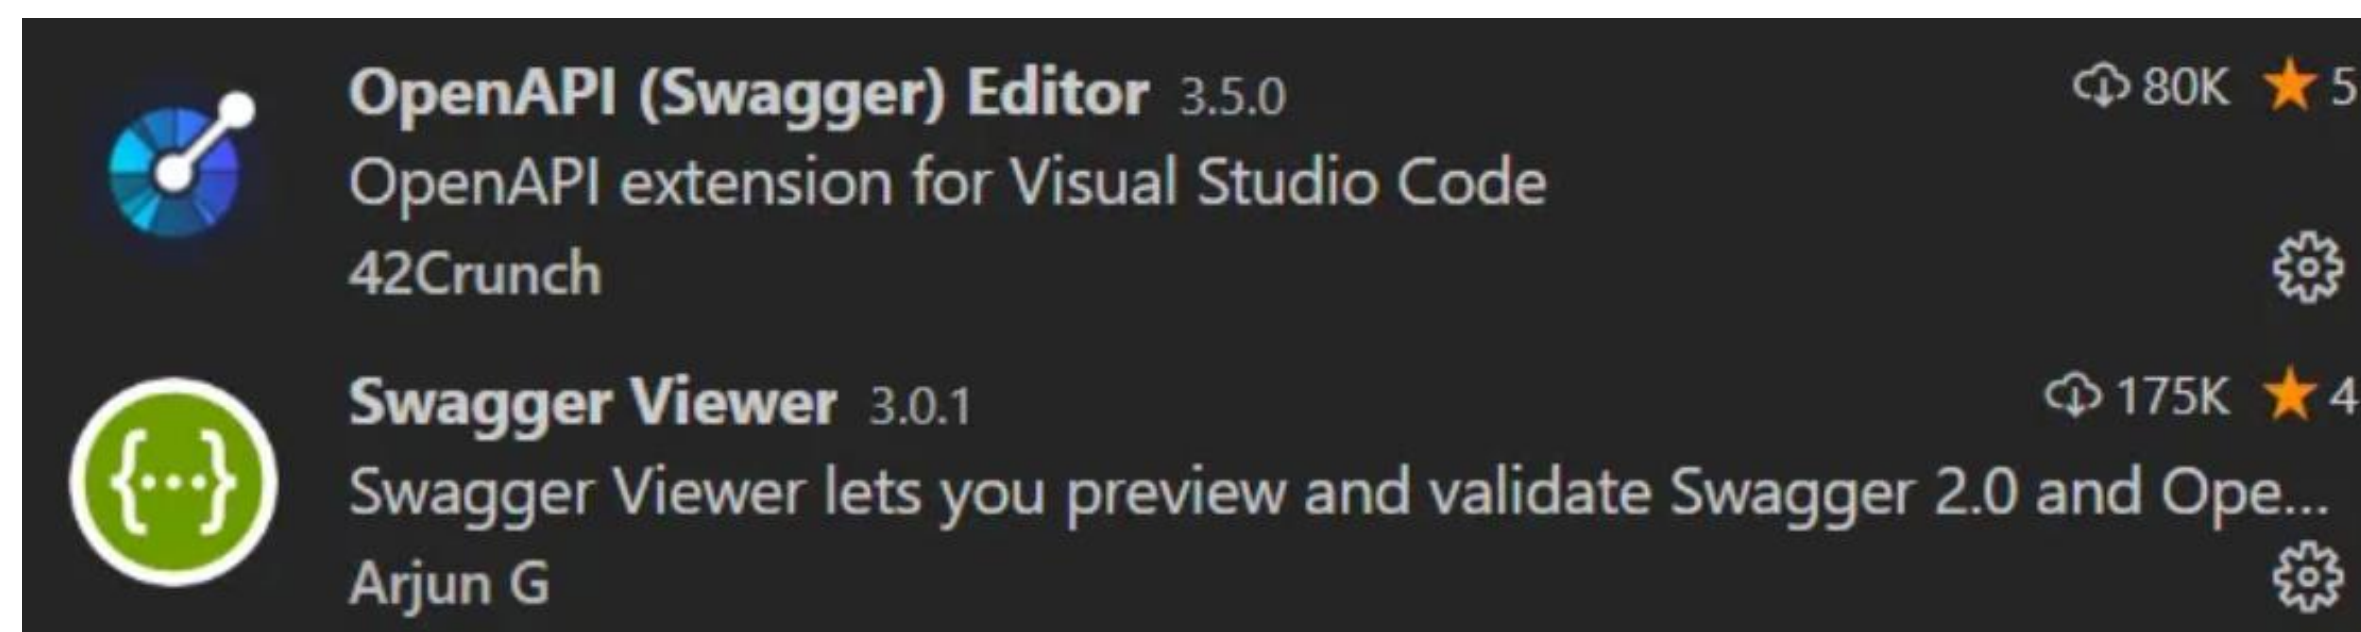 OpenAPI (Swagger) Editor 3.5.0 80K 5
OpenAPI extension for Visual Studio Code
42Crunch
Swagger Viewer 3.0.1 175K 4
Swagger Viewer lets you preview and validate Swagger 2.0 and Ope...
Arjun G